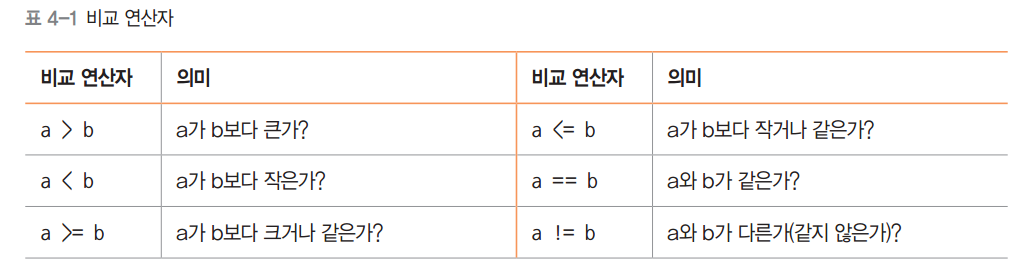 표 4-1 비교 연산자
비교 연산자 의미 비교 연산자 의미
a > b a가 b보다 큰가? a <= b a가 b보다 작거나 같은가?
a < b a가 b보다 작은가? a == b a와 b가 같은가?
a >= b a가 b보다 크거나 같은가? a != b a와 b가 다른가(같지 않은가)?